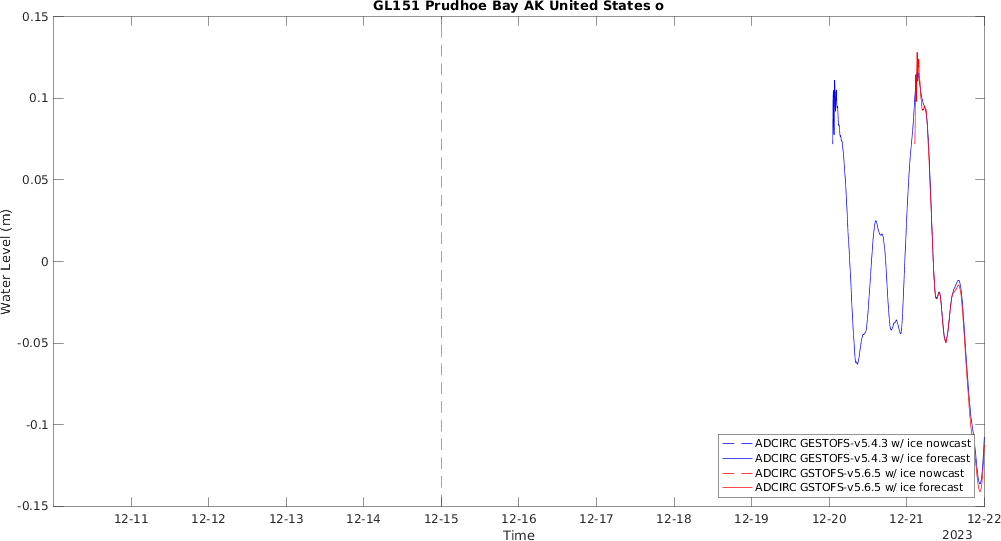 GL151 Prudhoe Bay AK United States o
0.15
0.1
0.05
0
-0.05
-0.1
-0.15
Water Level (m)
ADCIRC GESTOFS-v5.4.3 w/ ice nowcast
ADCIRC GESTOFS-v5.4.3 w/ ice forecast
ADCIRC GSTOFS-v5.6.5 w/ ice nowcast
ADCIRC GSTOFS-v5.6.5 w/ ice forecast
12-11 12-12 12-13 12-14 12-15 12-16 12-17 12-18 12-19 12-20 12-21 12-22
Time
2023